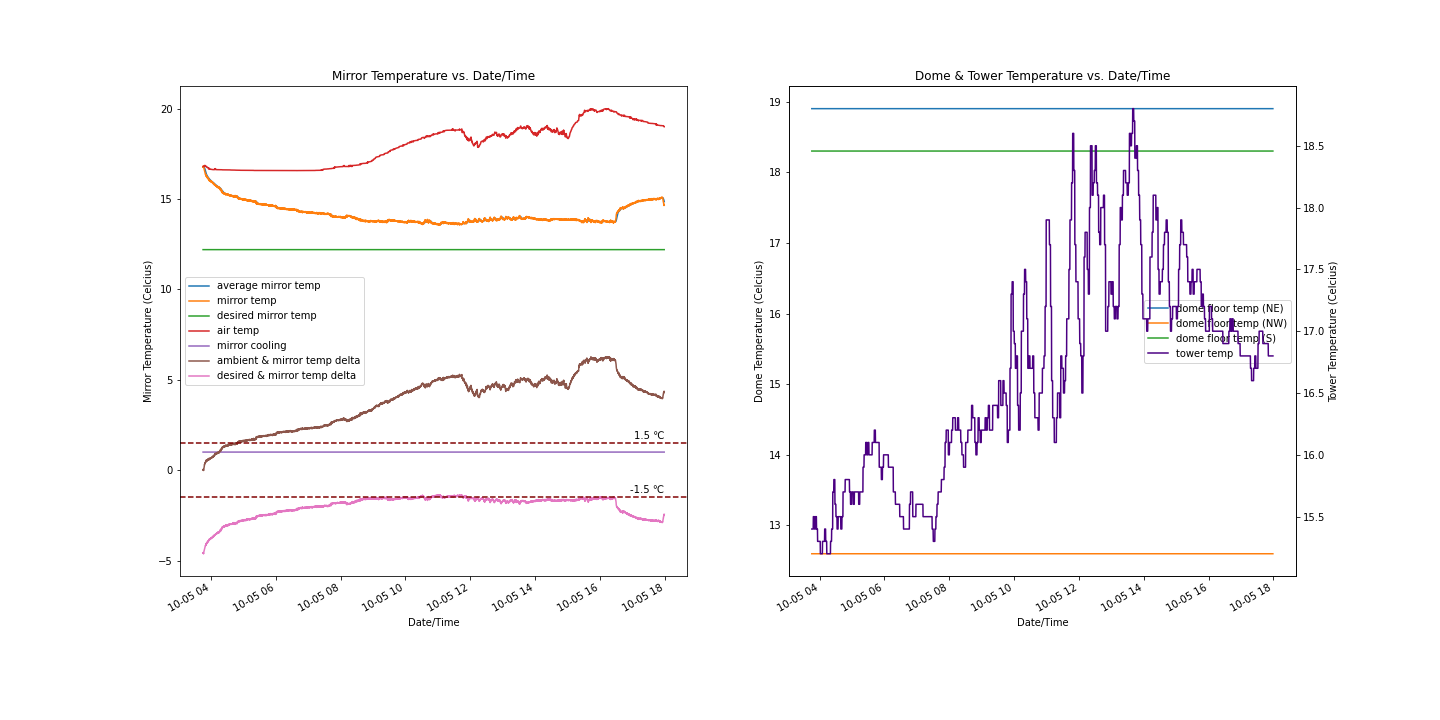 Mirror Temperature vs. Date/Time
Mirror Temperature (Celcius)
20
15
10
5
0
−5
average mirror temp
mirror temp
desired mirror temp
air temp
mirror cooling
ambient & mirror temp delta
desired & mirror temp delta
1.5 °C
-1.5 °C
10-05 04
10-05 06
10-05 08
10-05 10
10-05 12
10-05 14
10-05 16
10-05 18
Date/Time
Dome & Tower Temperature vs. Date/Time
Dome Temperature (Celcius)
19
18
17
16
15
14
13
dome floor temp (NE)
dome floor temp (NW)
dome floor temp (S)
tower temp
18.5
18.0
17.5
17.0
16.5
16.0
15.5
Tower Temperature (Celcius)
10-05 04
10-05 06
10-05 08
10-05 10
10-05 12
10-05 14
10-05 16
10-05 18
Date/Time